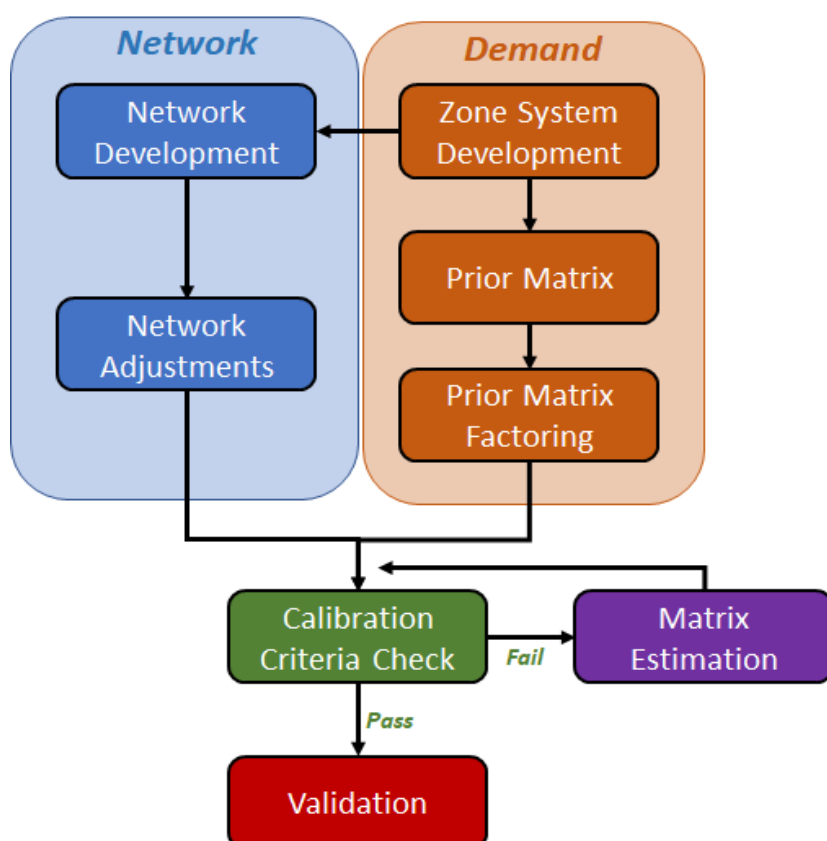 Network
Demand
Network
Development
Zone System
Development
Prior Matrix
Network
Adjustments
Prior Matrix
Factoring
Calibration
Criteria Check
Fail
Matrix
Estimation
Pass
Validation